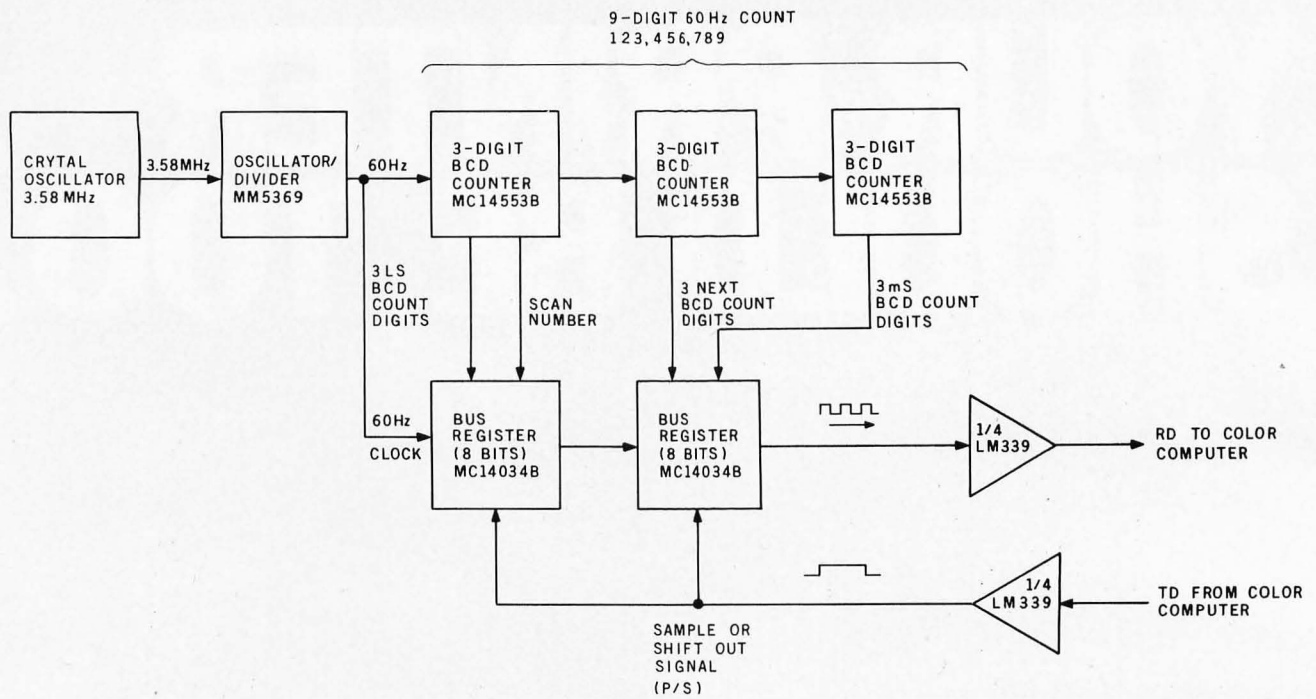 9-DIGIT 60Hz COUNT
123,456,789
CRYTAL
OSCILLATOR
3.58 MHz
3.58MHz
OSCILLATOR/
DIVIDER
MM5369
60Hz
3-DIGIT
BCD
COUNTER
MC14553B
3-DIGIT
BCD
COUNTER
MC14553B
3-DIGIT
BCD
COUNTER
MC14553B
3 LS
BCD
COUNT
DIGITS
SCAN
NUMBER
3 NEXT
BCD COUNT
DIGITS
3mS
BCD COUNT
DIGITS
60Hz
CLOCK
BUS
REGISTER
(8 BITS)
MC14034B
BUS
REGISTER
(8 BITS)
MC14034B
1/4
LM339
RD TO COLOR
COMPUTER
1/4
LM339
TD FROM COLOR
COMPUTER
SAMPLE OR
SHIFT OUT
SIGNAL
(P/S)